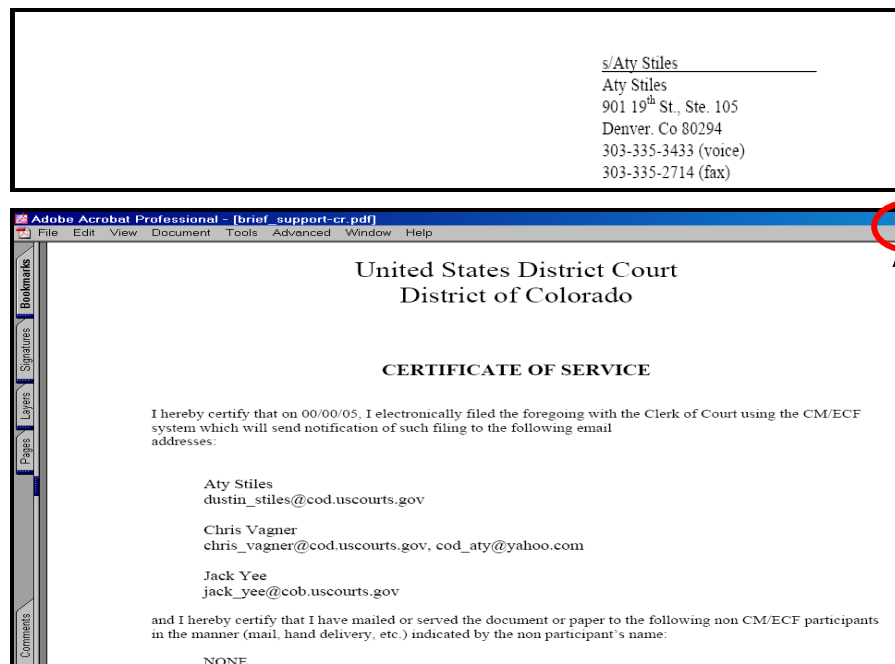 s/Aty Stiles
Aty Stiles
901 19th St., Ste. 105
Denver. Co 80294
303-335-3433 (voice)
303-335-2714 (fax)
Adobe Acrobat Professional - [brief_support-cr.pdf]
File Edit View Document Tools Advanced Window Help
Bookmarks
Signatures
Layers
Pages
Comments
United States District Court
District of Colorado
CERTIFICATE OF SERVICE
I hereby certify that on 00/00/05, I electronically filed the foregoing with the Clerk of Court using the CM/ECF
system which will send notification of such filing to the following email
addresses:
Aty Stiles
dustin_stiles@cod.uscourts.gov
Chris Vagner
chris_vagner@cod.uscourts.gov, cod_aty@yahoo.com
Jack Yee
jack_yee@cob.uscourts.gov
and I hereby certify that I have mailed or served the document or paper to the following non CM/ECF participants
in the manner (mail, hand delivery, etc.) indicated by the non participant's name:
NONE